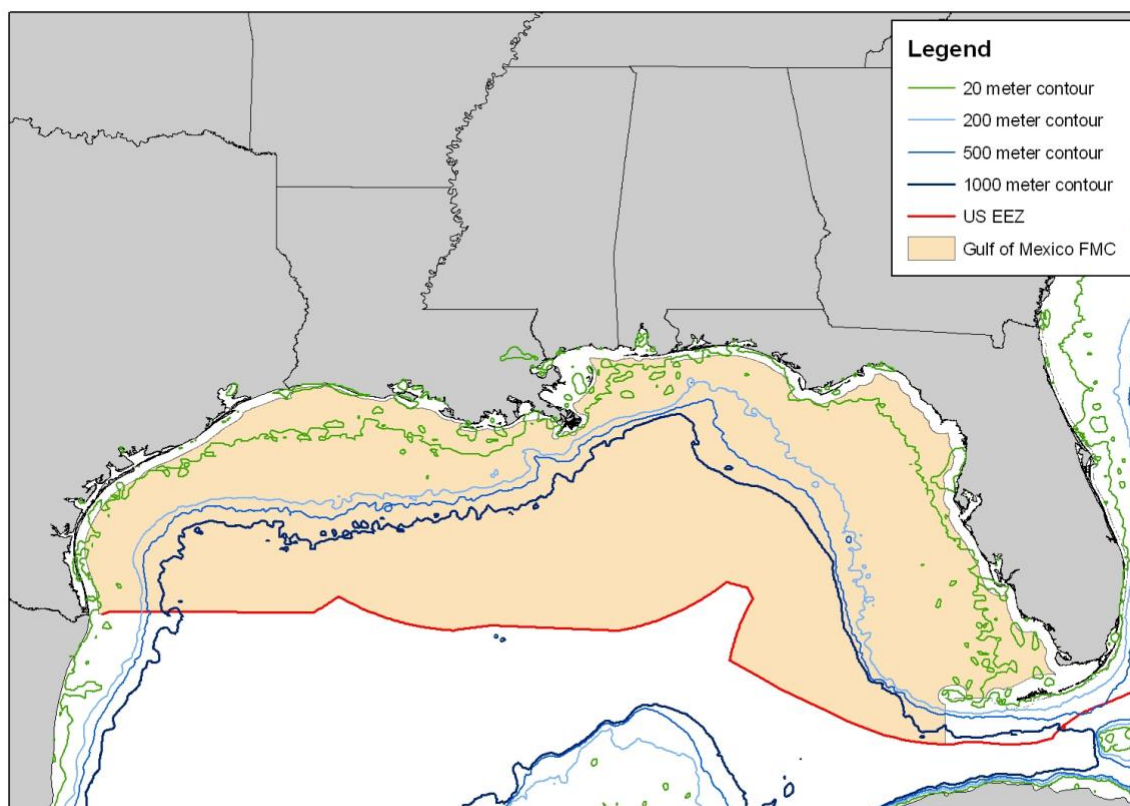 Legend
20 meter contour
200 meter contour
500 meter contour
1000 meter contour
US EEZ
Gulf of Mexico FMC